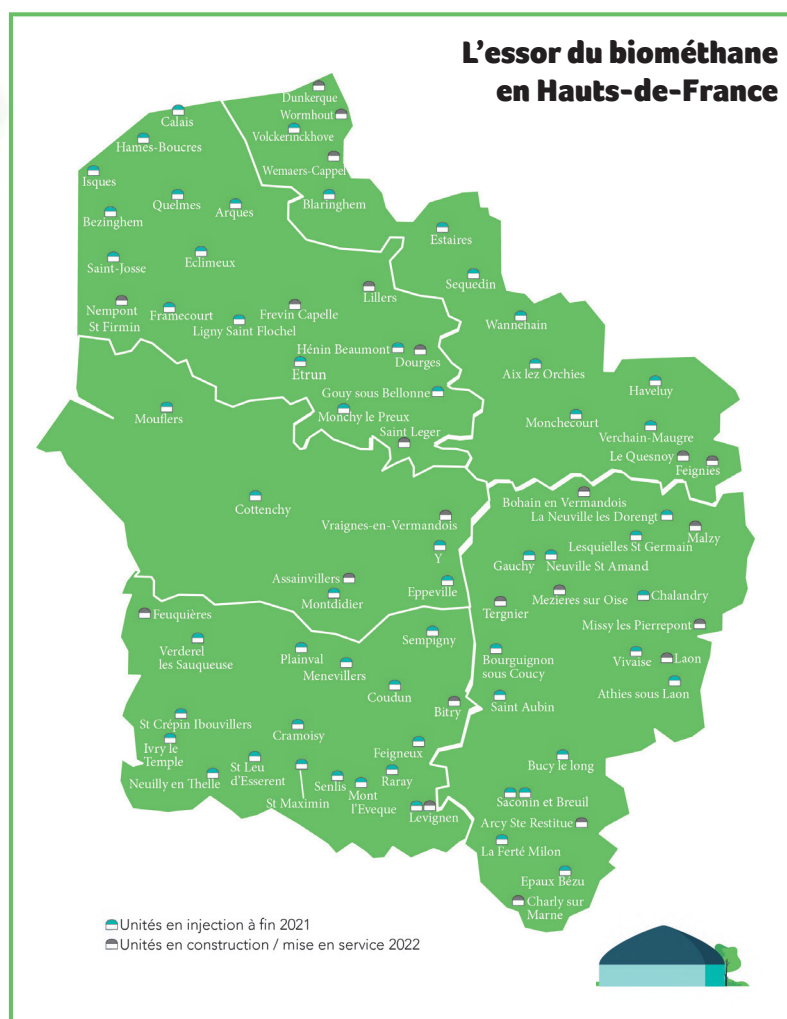 L'essor du biométhane
en Hauts-de-France
Dunkerque
Wormhout
Calais
Volckerinckhove
Hames-Boucres
Wemaers-Cappel
Isques
Quelmes
Arques
Blaringhem
Bezinghem
Estaires
Eclimeux
Saint-Josse
Sequedin
Lillers
Nempont
St Firmin
Framecourt
Frevin Capelle
Ligny Saint Flochel
Wannehain
Hénin Beaumont
Dourges
Etrun
Aix lez Orchies
Gouy sous Bellonne
Haveluy
Mouflers
Monchy le Preux
Monchecourt
Saint Leger
Verchain-Maugre
Le Quesnoy
Feignies
Cottenchy
Bohain en Vermandois
La Neuville les Dorengt
Vraignes-en-Vermandois
Malzy
Y
Lesquielles St Germain
Gauchy
Neuville St Amand
Assainvillers
Eppeville
Montdidier
Mezieres sur Oise
Chalandry
Tergnier
Feuquières
Missy les Pierrepont
Sempigny
Verderel
les Sauqueuse
Plainval
Menevillers
Bourguignon
sous Coucy
Vivaise
Laon
Coudun
Athies sous Laon
Bitry
Saint Aubin
St Crépin Ibouvillers
Cramoisy
Ivry le
Temple
Feigneux
Bucy le long
Neuilly en Thelle
St Leu
d'Esserent
St Maximin
Senlis
Mont
l'Eveque
Raray
Saconin et Breuil
Levignen
Arcy Ste Restitue
La Ferté Milon
Epaux Bézu
Charly sur
Marne
Unités en injection à fin 2021
Unités en construction / mise en service 2022